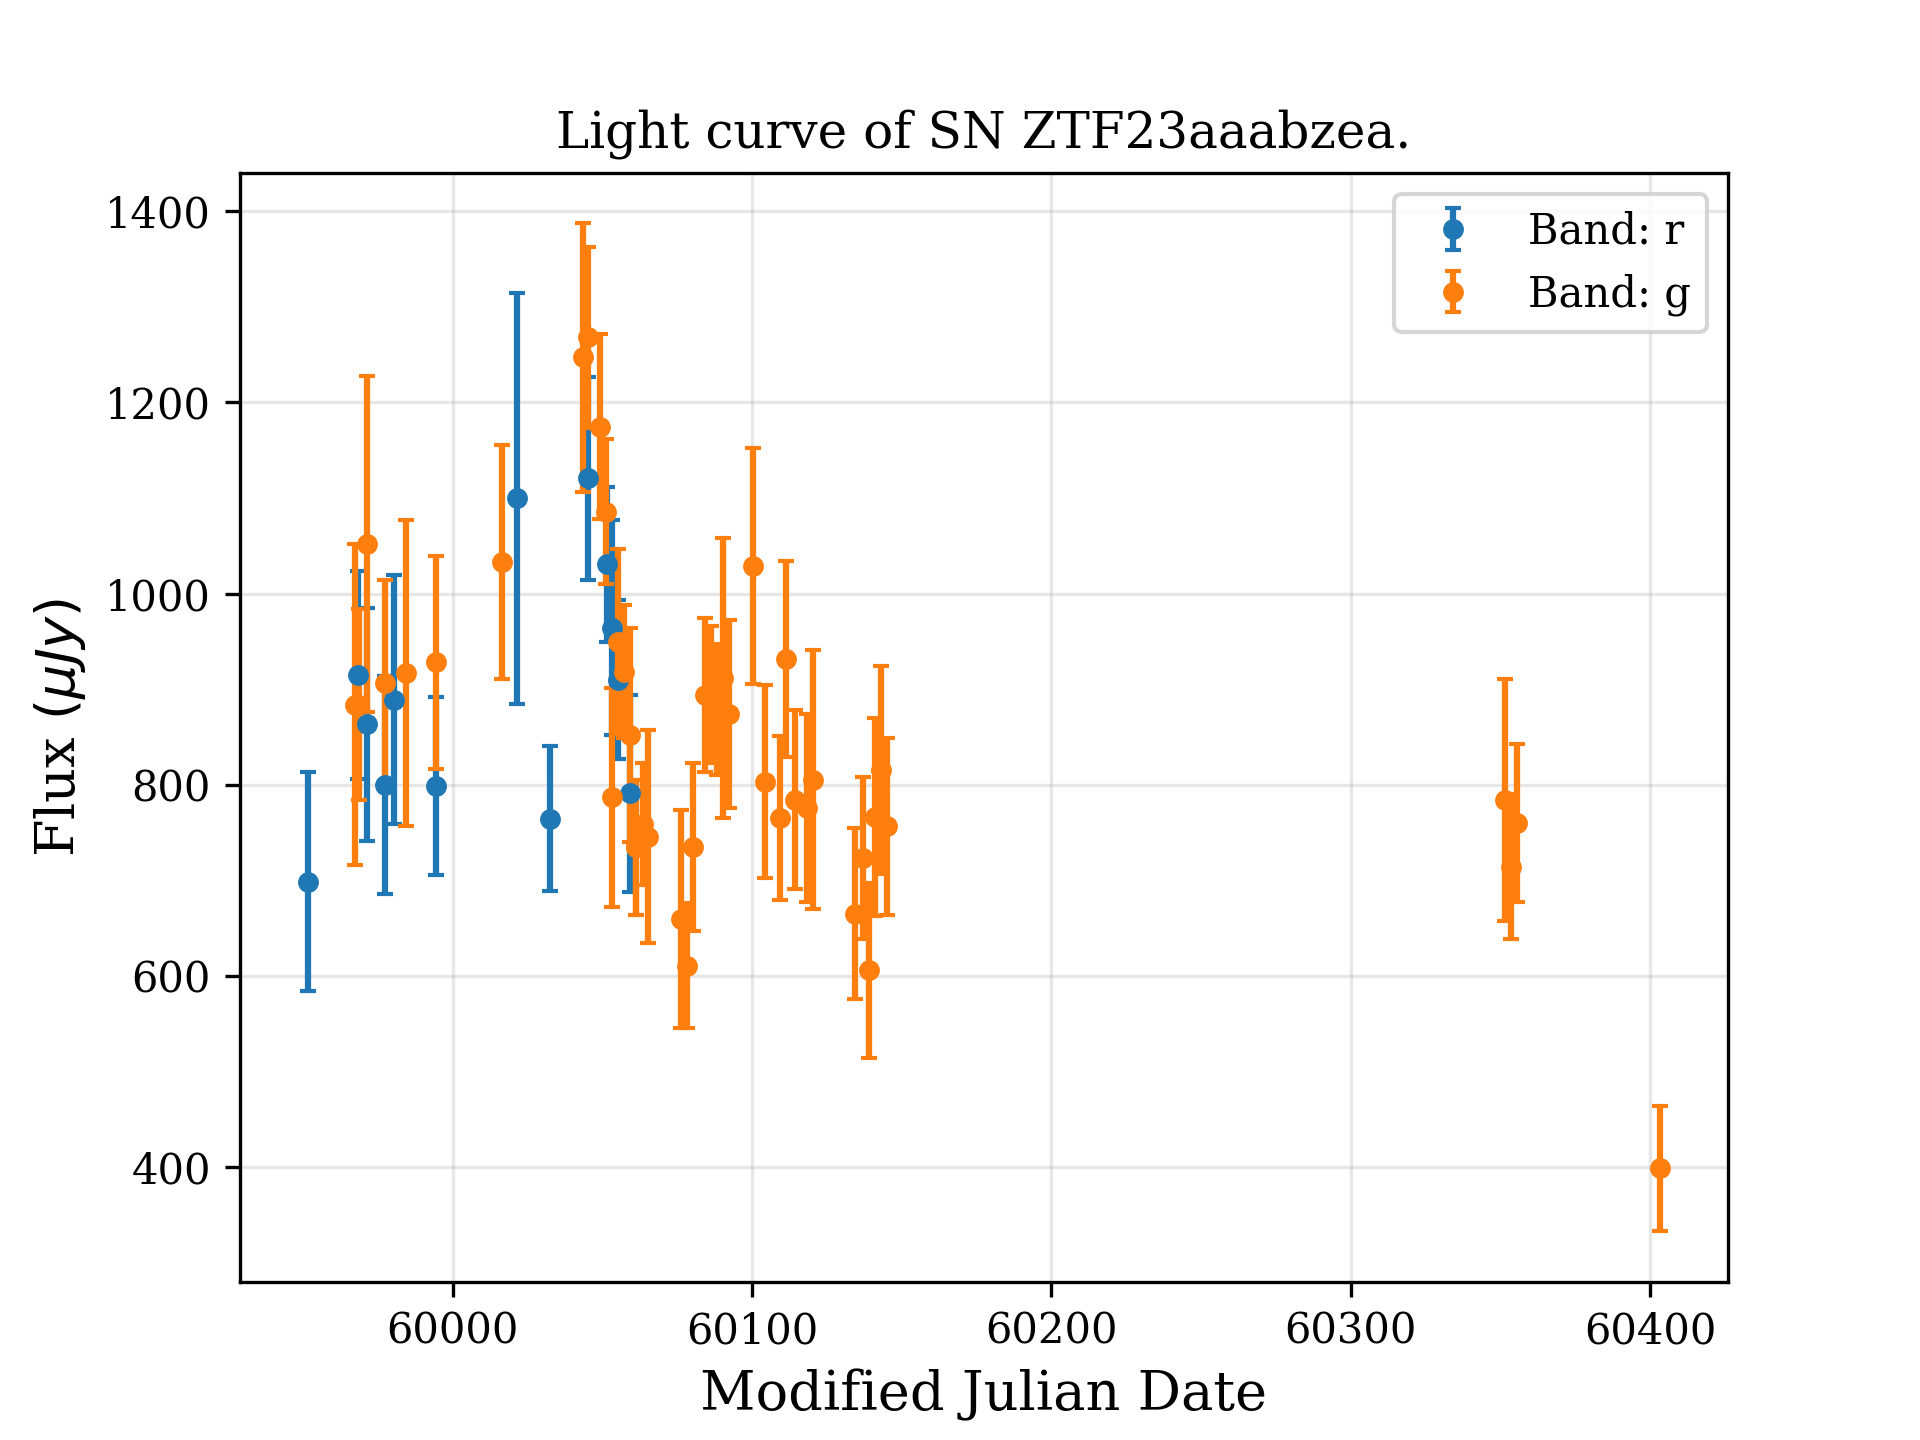 Light curve of SN ZTF23aaabzea.
Band: r
Band: g
1400
1200
1000
800
600
400
Flux (μJy)
60000 60100 60200 60300 60400
Modified Julian Date